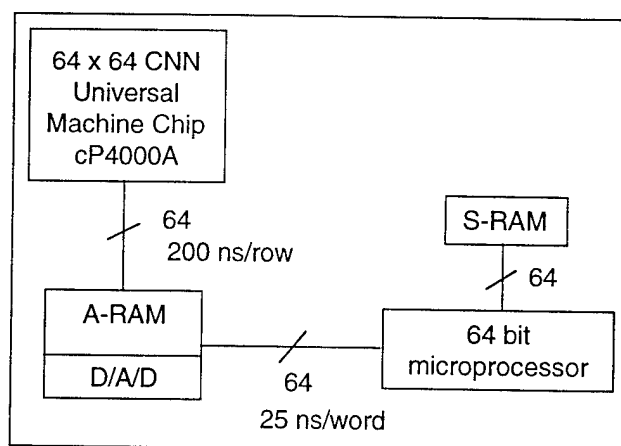 64 x 64 CNN
Universal
Machine Chip
cP4000A
64
200 ns/row
S-RAM
64
A-RAM
D/A/D
64
25 ns/word
64 bit
microprocessor